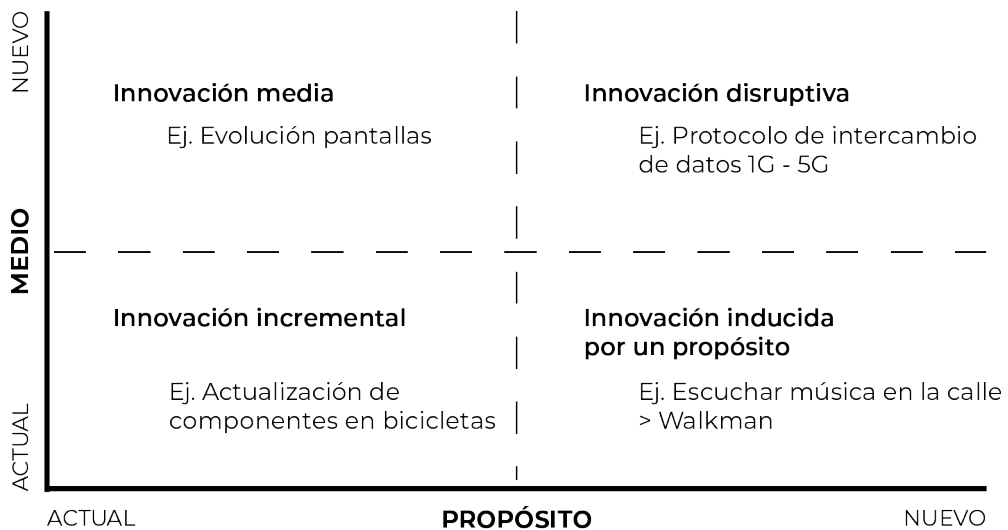 NUEVO
Innovación media
Ej. Evolución pantallas
Innovación disruptiva
Ej. Protocolo de intercambio
de datos 1G - 5G
MEDIO
Innovación incremental
Ej. Actualización de
componentes en bicicletas
Innovación inducida
por un propósito
Ej. Escuchar música en la calle
> Walkman
ACTUAL
ACTUAL
PROPÓSITO
NUEVO